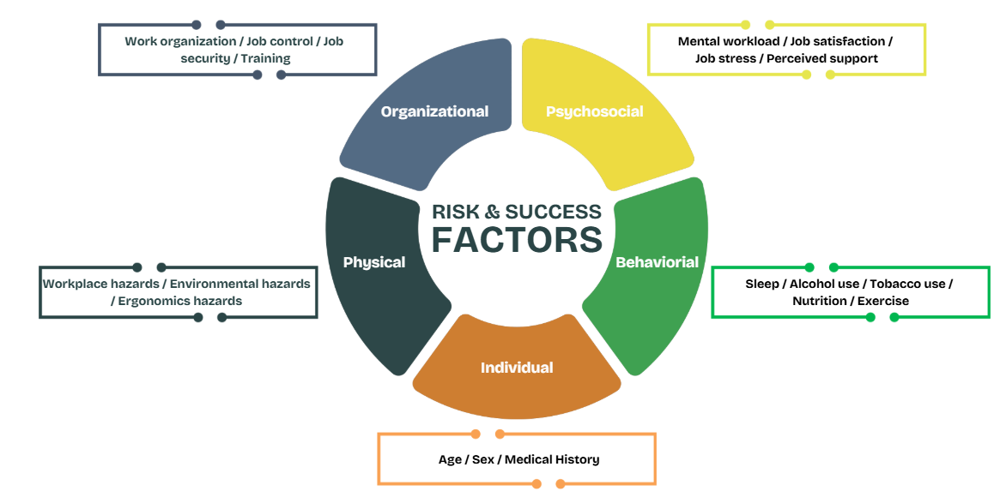 Work organization / Job control / Job
security / Training
Mental workload / Job satisfaction /
Job stress / Perceived support
Organizational
Psychosocial
RISK & SUCCESS
FACTORS
Physical
Behaviorial
Workplace hazards / Environmental hazards
/ Ergonomics hazards
Sleep / Alcohol use / Tobacco use /
Nutrition / Exercise
Individual
Age / Sex / Medical History